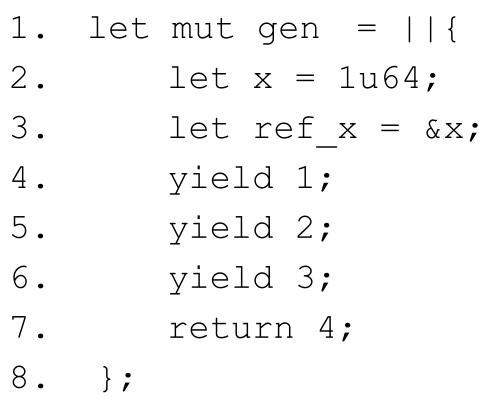 1. let mut gen = ||{
2. let x = 1u64;
3. let ref_x = &x;
4. yield 1;
5. yield 2;
6. yield 3;
7. return 4;
8. };